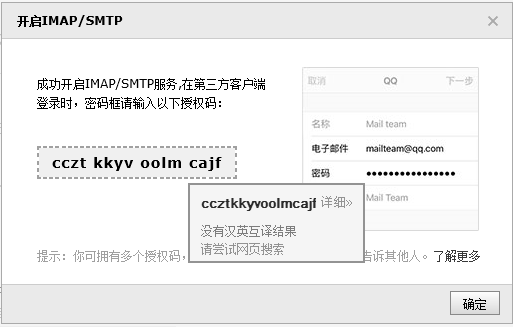 开启IMAP/SMTP
成功开启IMAP/SMTP服务,在第三方客户端
登录时，密码框请输入以下授权码：
cczt kkyv oolm cajf
取消 QQ 下一步
名称 Mail team
电子邮件 mailteam@qq.com
密码 ●●●●●●●●●●●●●●●●
Mail Team
ccztkkyvoolmcajf 详细»
没有汉英互译结果
请尝试网页搜索
提示：你可拥有多个授权码，
告诉其他人。了解更多
确定